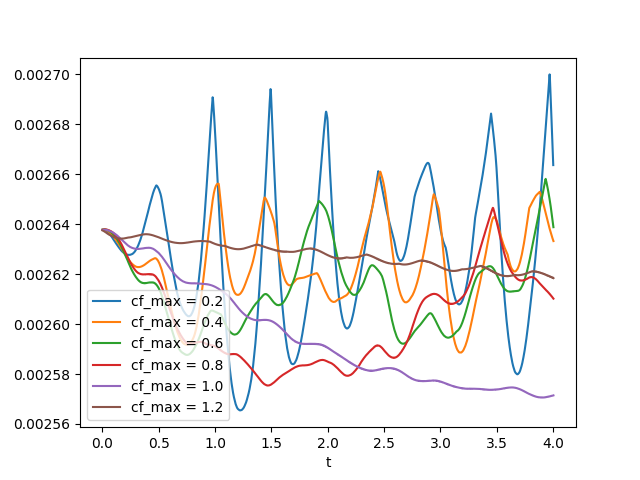 0.00270
0.00268
0.00266
0.00264
0.00262
0.00260
0.00258
0.00256
cf_max = 0.2
cf_max = 0.4
cf_max = 0.6
cf_max = 0.8
cf_max = 1.0
cf_max = 1.2
0.0 0.5 1.0 1.5 2.0 2.5 3.0 3.5 4.0
t